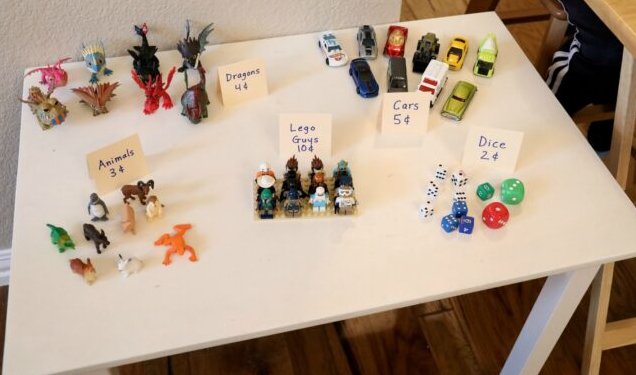 Dragons
4¢
Cars
5¢
Lego
Guys
10¢
Dice
2¢
Animals
3¢